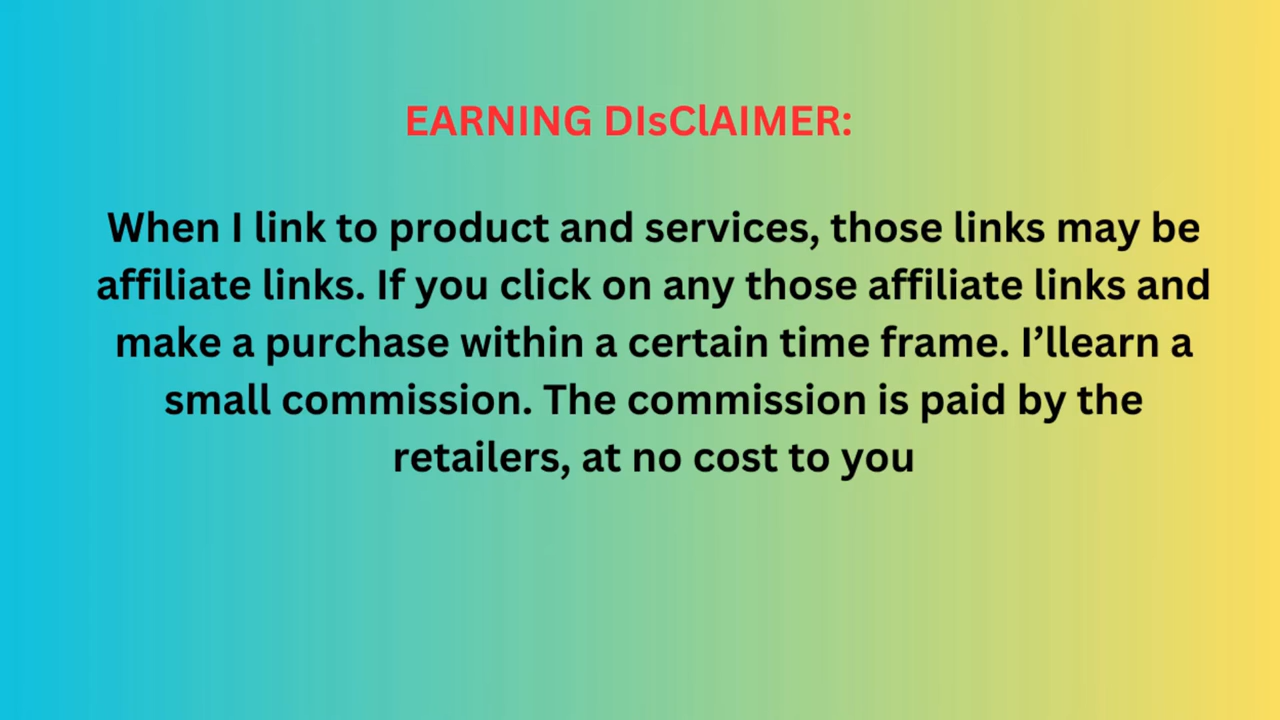 EARNING DIsClAIMER:
When I link to product and services, those links may be
affiliate links. If you click on any those affiliate links and
make a purchase within a certain time frame. I’llearn a
small commission. The commission is paid by the
retailers, at no cost to you